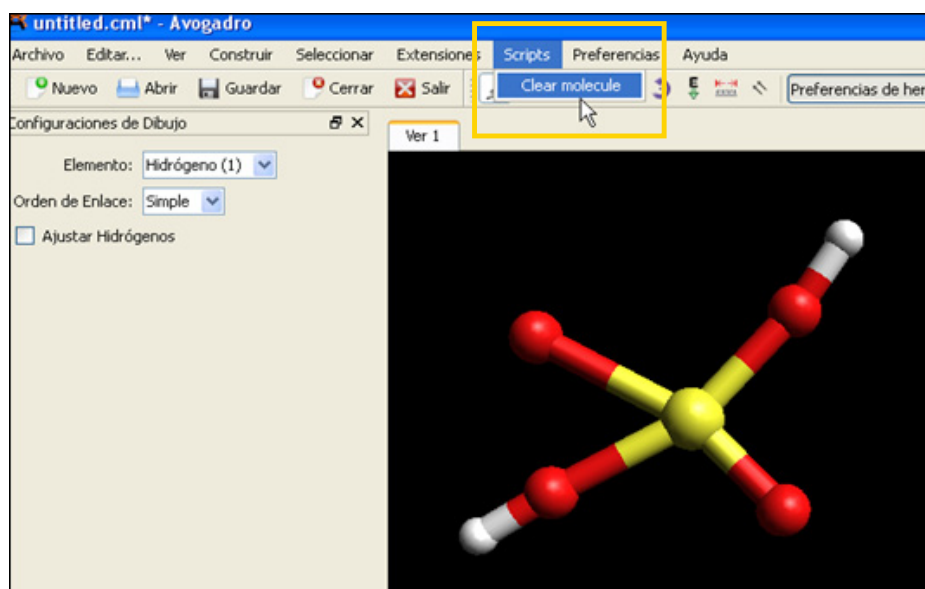 untitled.cml* - Avogadro
Archivo Editar... Ver Construir Seleccionar Extensiones Scripts Preferencias Ayuda
Nuevo Abrir Guardar Cerrar Salir E Preferencias de her
Clear molecule
Configuraciones de Dibujo
Ver 1
Elemento: Hidrógeno (1)
Orden de Enlace: Simple
Ajustar Hidrógenos